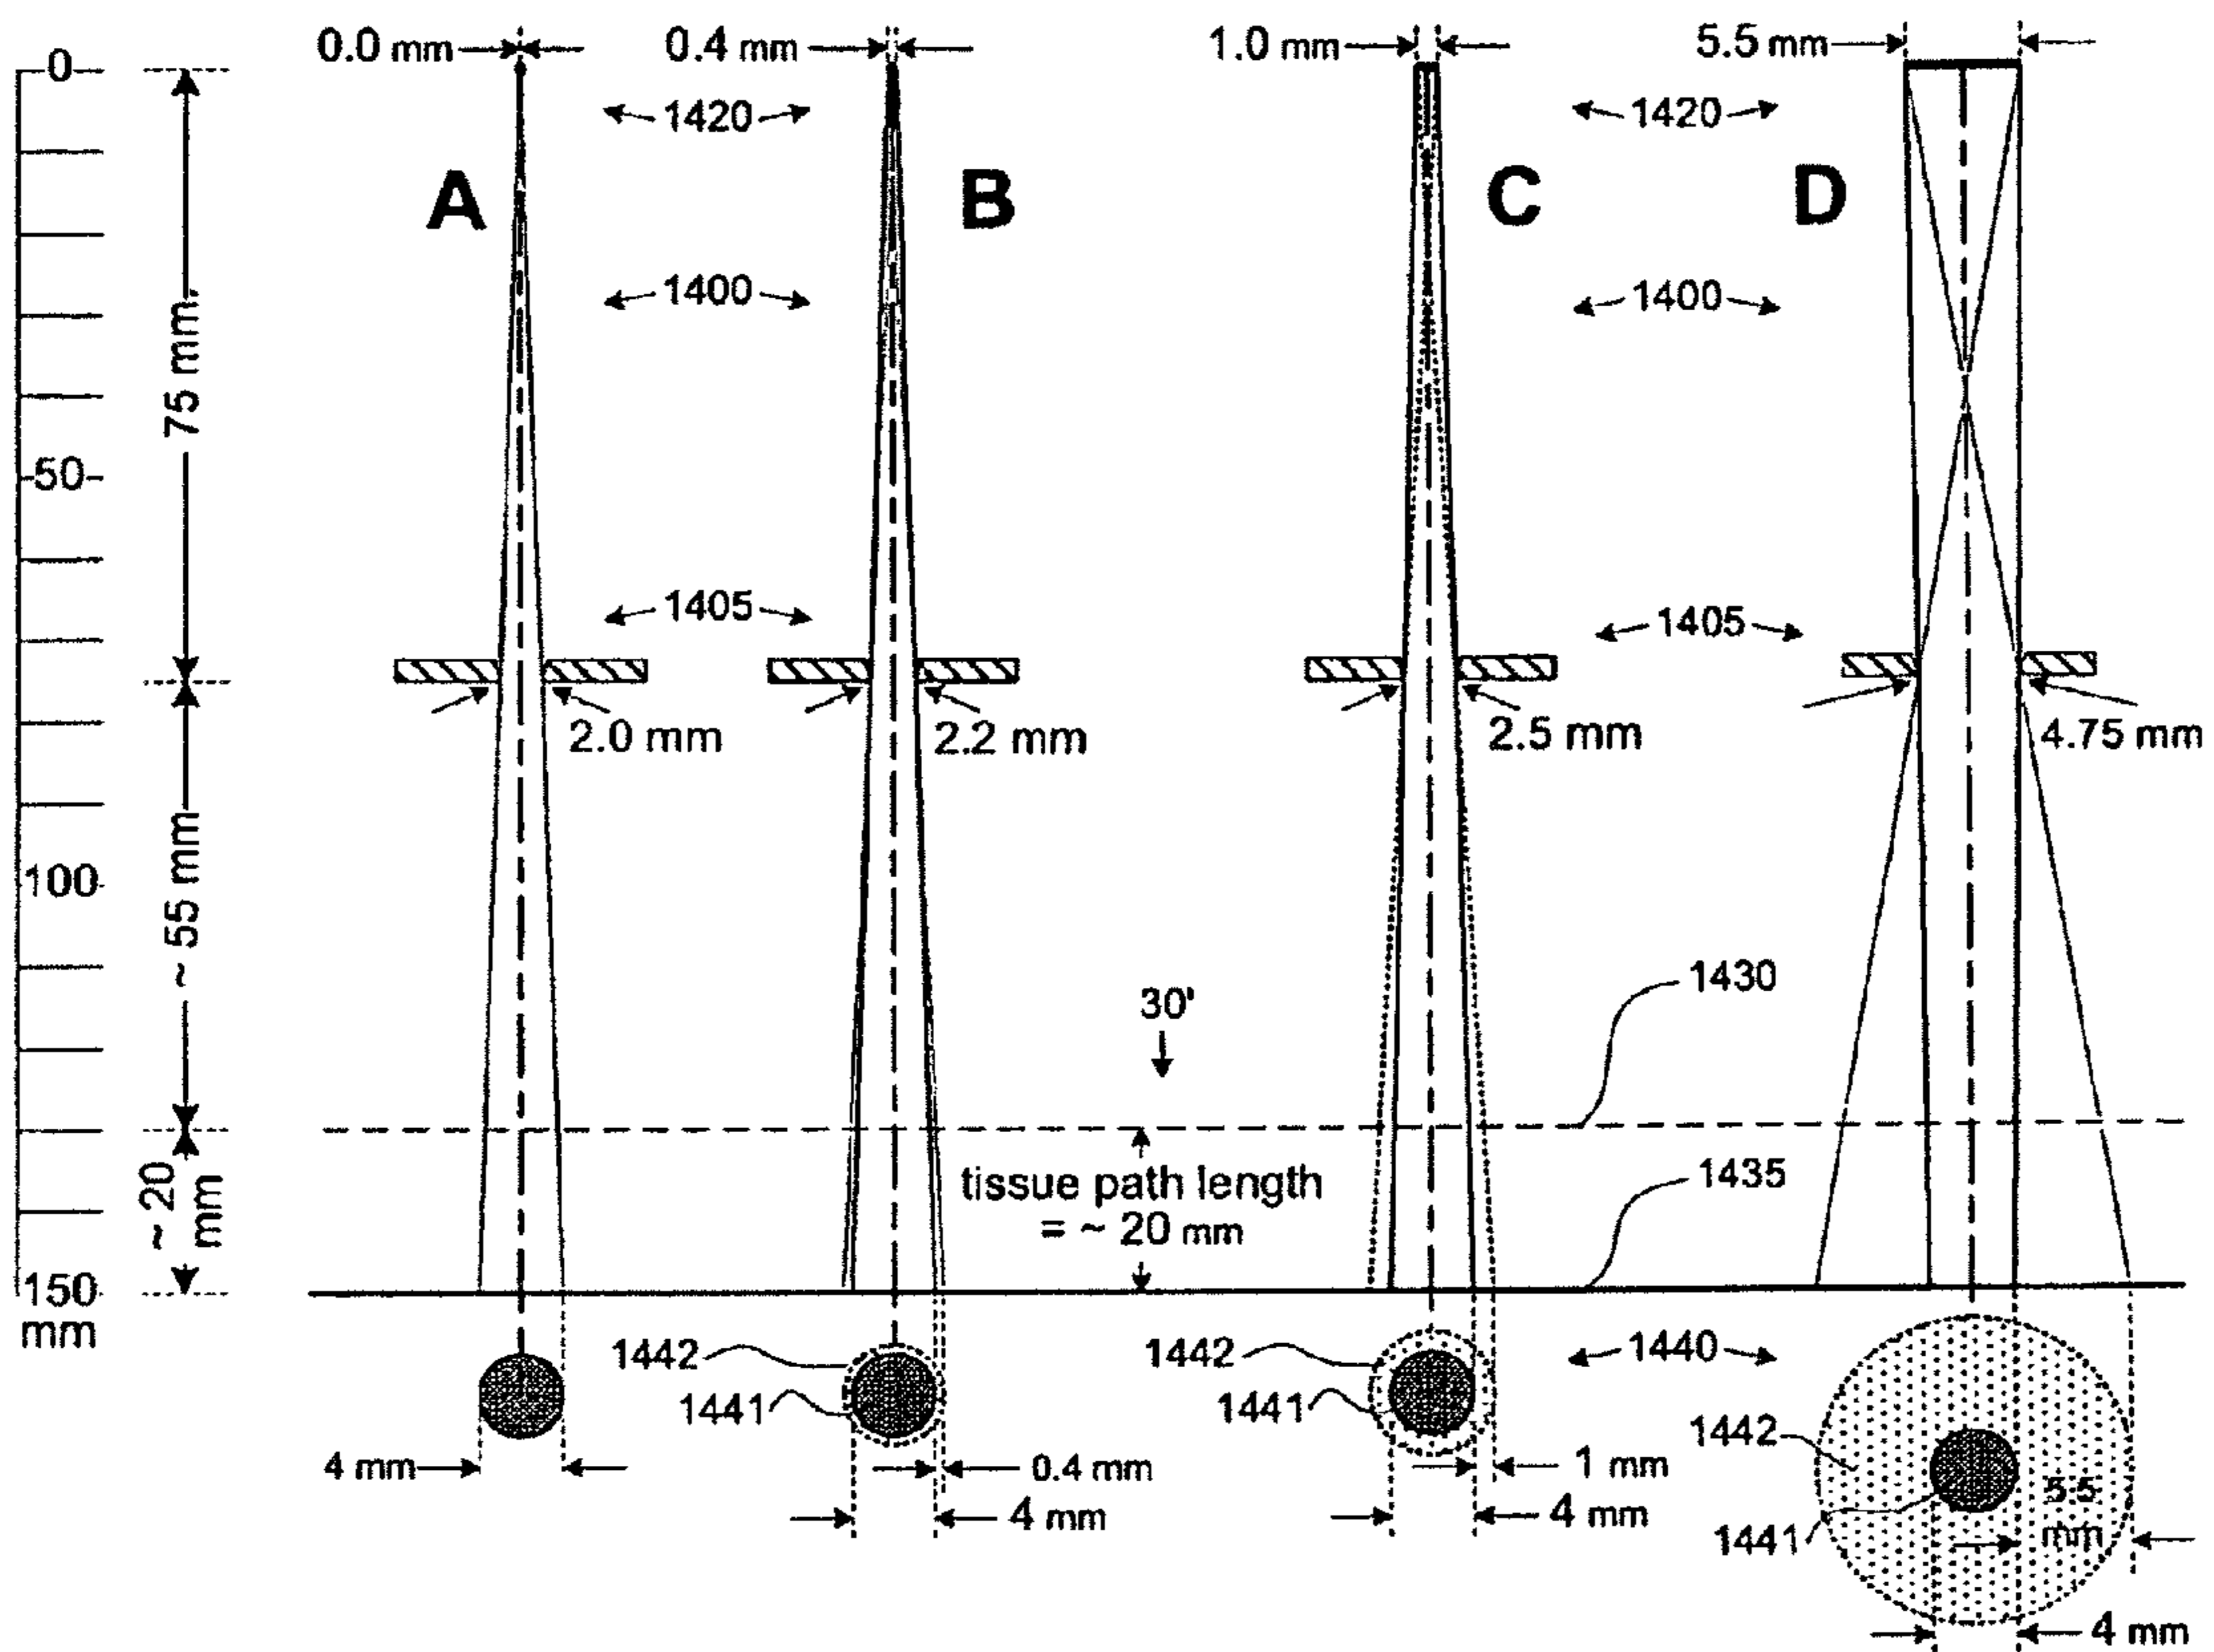 0.0 mm
0.4 mm
1.0 mm
5.5 mm
0
1420
1420
A
B
C
D
75 mm
1400
1400
50
1405
1405
2.0 mm
2.2 mm
2.5 mm
4.75 mm
100
~ 55 mm
30'
1430
~ 20
mm
tissue path length
= ~ 20 mm
1435
150
mm
1442
1442
1440
1441
1441
1442
4 mm
0.4 mm
1 mm
5.5
mm
4 mm
4 mm
1441
4 mm